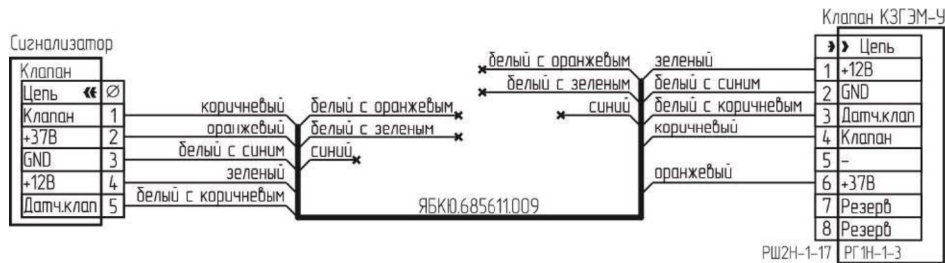 Клапан КЗГЭМ-У
Сигнализатор
Клапан
Цепь
Клапан 1
+37В 2
GND 3
+12В 4
Датч.клап 5
коричневый
оранжевый
белый с синим
зеленый
белый с коричневым
белый с оранжевым
белый с зеленым
синий
ЯБКЮ.685611.009
белый с оранжевым
белый с зеленым
синий
зеленый
белый с синим
белый с коричневым
коричневый
оранжевый
Цепь
1 +12В
2 GND
3 Датч.клап
4 Клапан
5 –
6 +37В
7 Резерв
8 Резерв
РШ2Н-1-17 РГ1Н-1-3